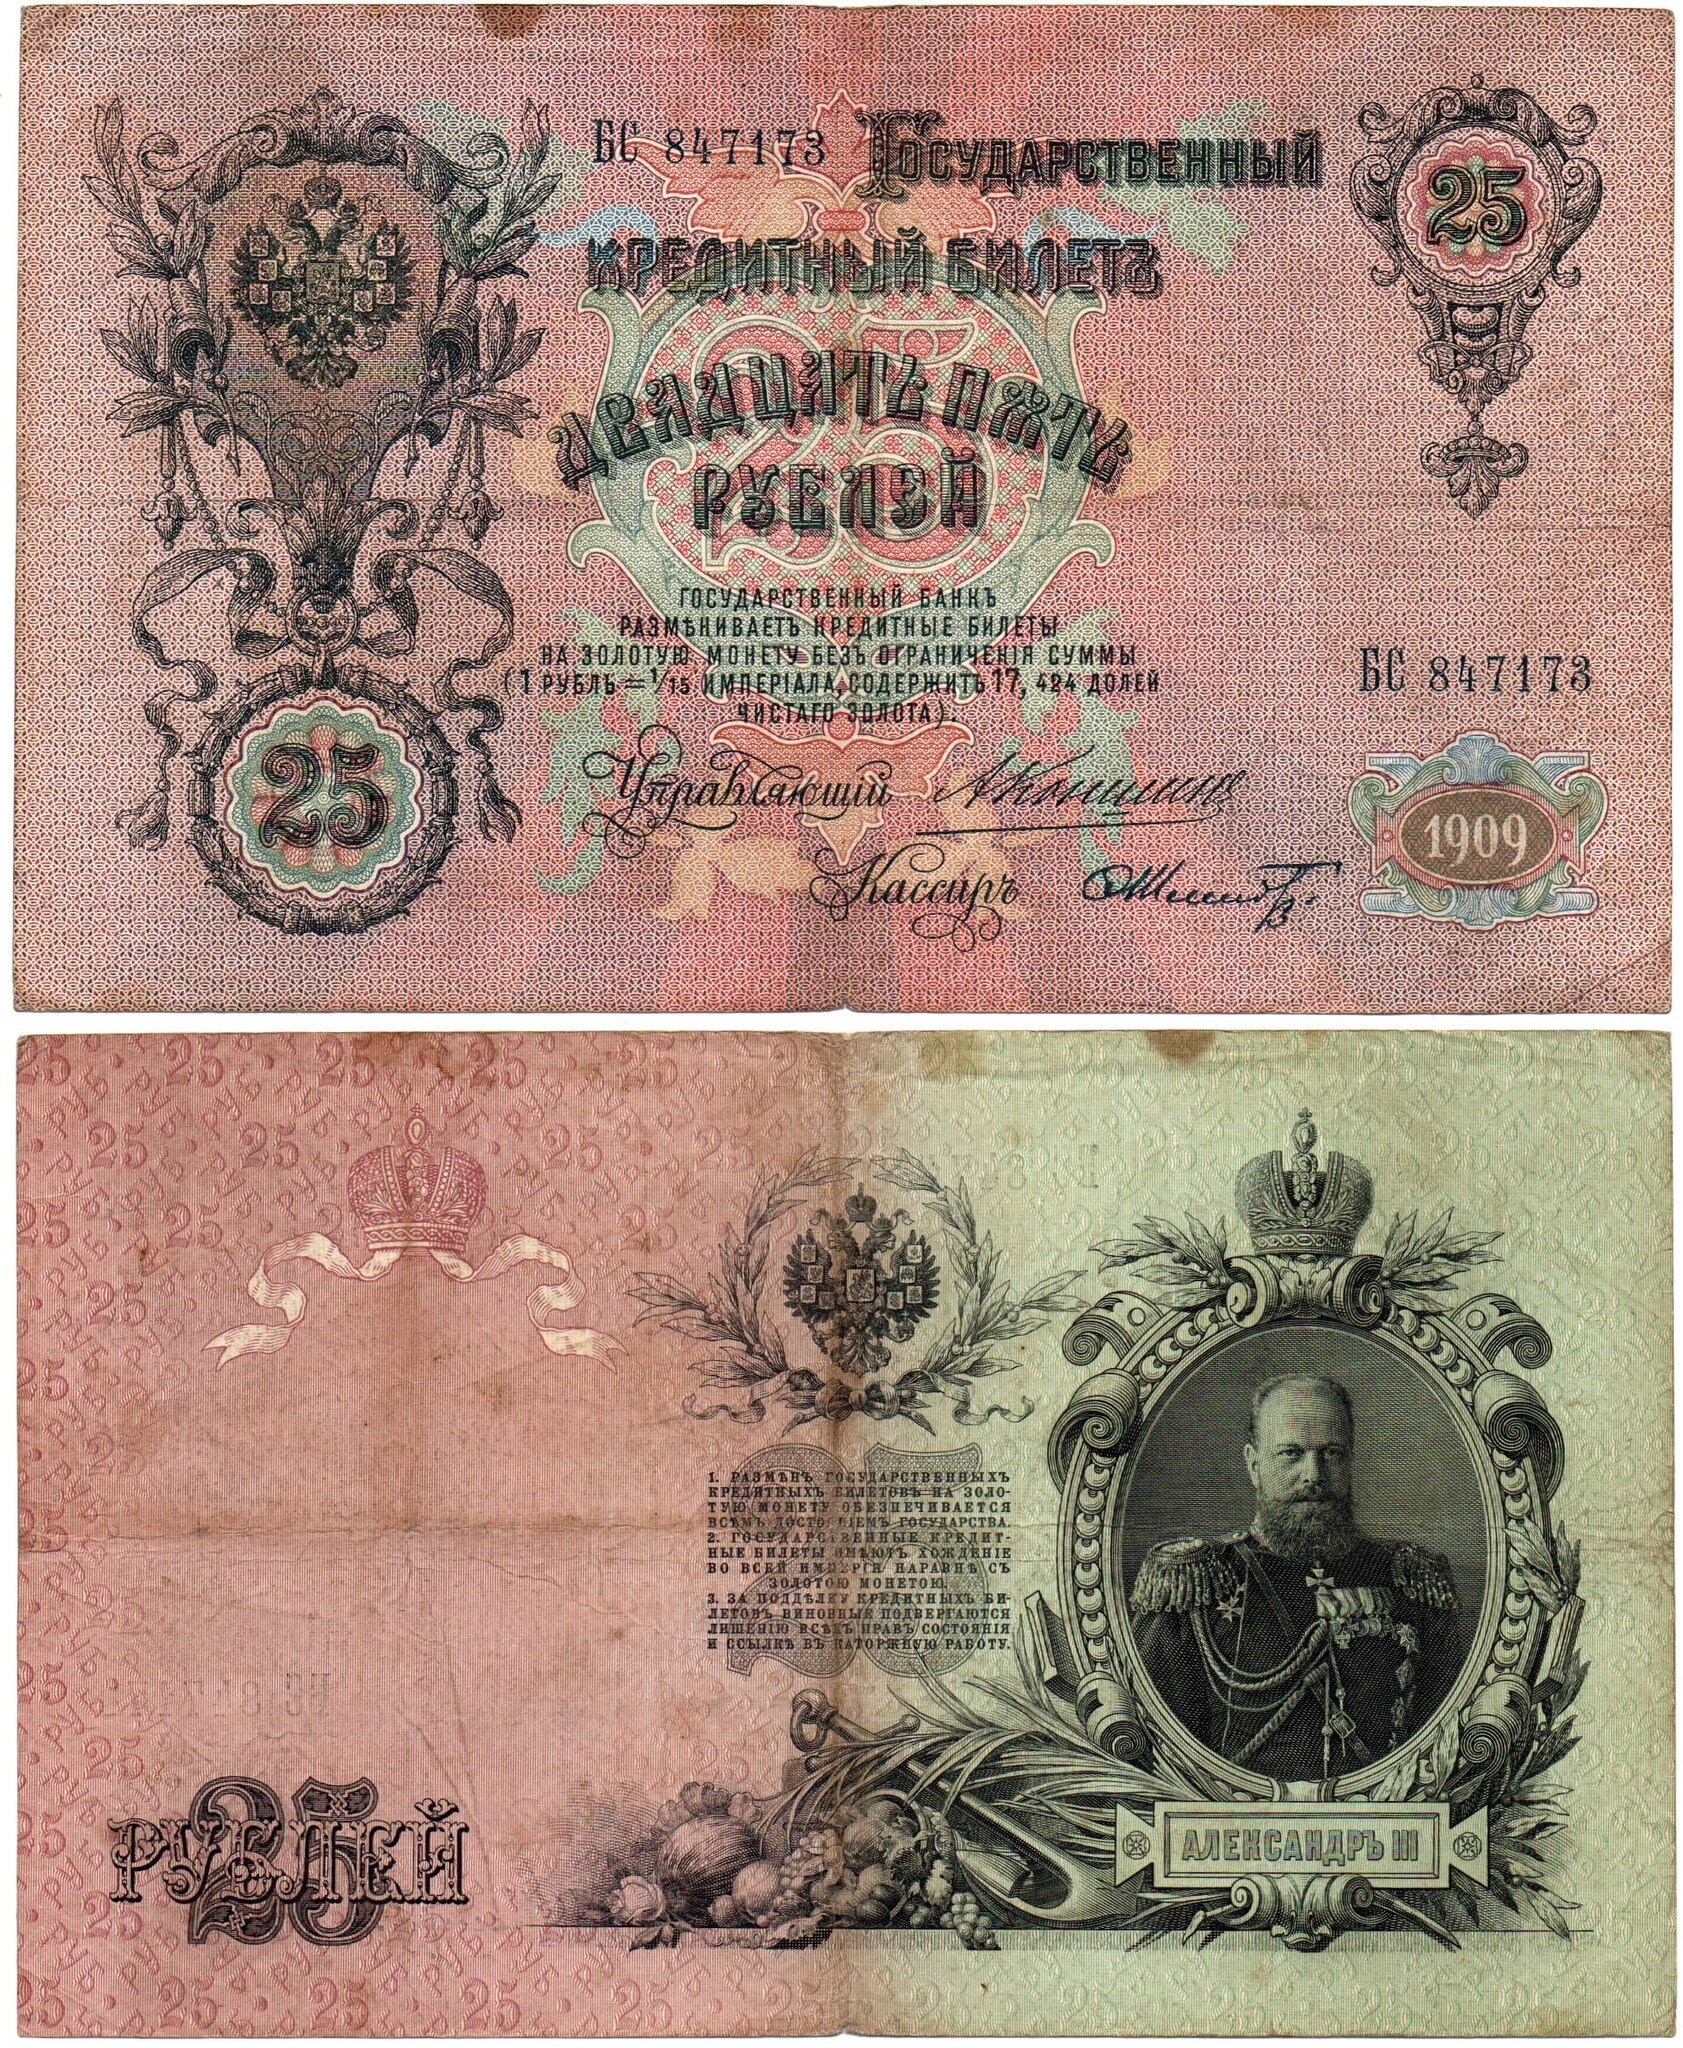 БС 847173 Государственный
25
кредитный билетъ
25
двадцать пять
рублей
государственный банкъ
размѣниваетъ кредитные билеты
на золотую монету безъ ограниченія суммы
(1 рубль = 1/15 имперіала, содержитъ 17, 424 долей
чистаго золота).
БС 847173
25
Управляющій
1909
Кассиръ
1. Размѣнъ государственныхъ
кредитныхъ билетовъ на золо-
тую монету обезпечивается
всѣмъ достояніемъ государства.
2. Государственные кредит-
ные билеты имѣютъ хожденіе
во всей имперіи наравнѣ съ
золотою монетою.
3. За поддѣлку кредитныхъ би-
летовъ виновные подвергаются
лишенію всѣхъ правъ состоянія
и ссылкѣ въ каторжную работу.
25
25
рублей
Александръ III